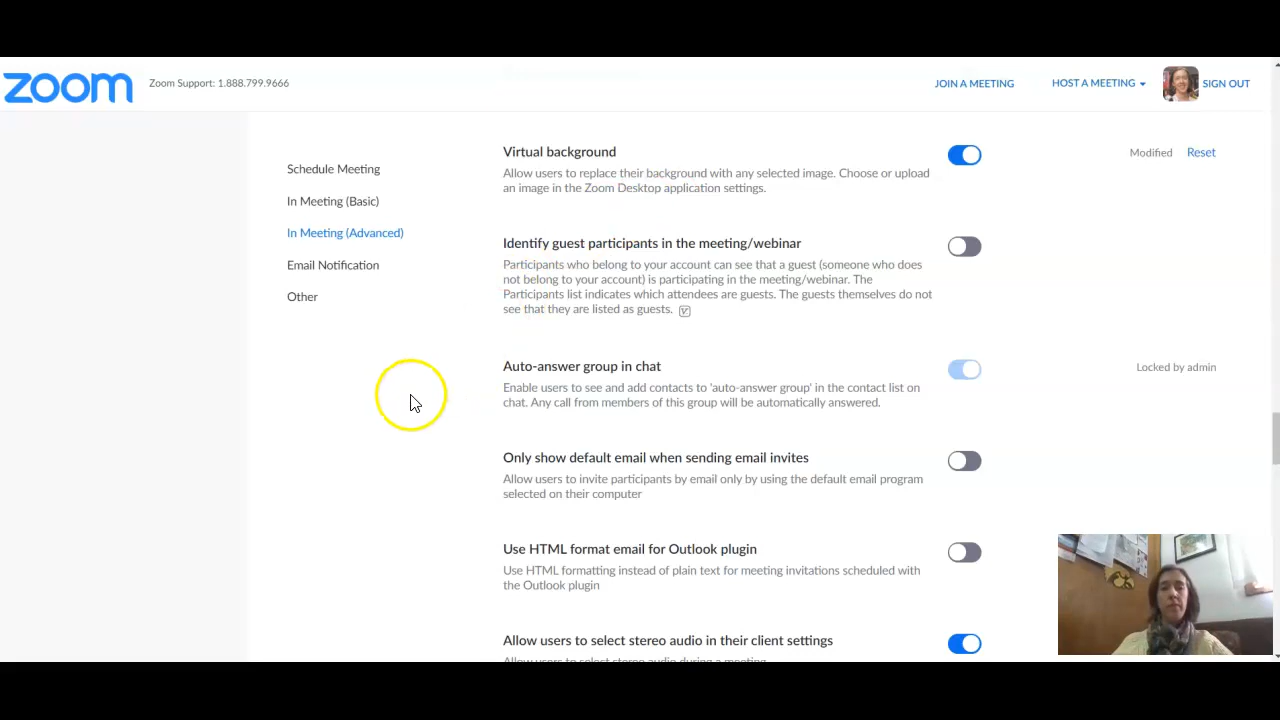 zoom
Zoom Support: 1.888.799.9666
JOIN A MEETING
HOST A MEETING
SIGN OUT
Schedule Meeting
In Meeting (Basic)
In Meeting (Advanced)
Email Notification
Other
Virtual background
Modified
Reset
Allow users to replace their background with any selected image. Choose or upload
an image in the Zoom Desktop application settings.
Identify guest participants in the meeting/webinar
Participants who belong to your account can see that a guest (someone who does
not belong to your account) is participating in the meeting/webinar. The
Participants list indicates which attendees are guests. The guests themselves do not
see that they are listed as guests.
Auto-answer group in chat
Locked by admin
Enable users to see and add contacts to 'auto-answer group' in the contact list on
chat. Any call from members of this group will be automatically answered.
Only show default email when sending email invites
Allow users to invite participants by email only by using the default email program
selected on their computer
Use HTML format email for Outlook plugin
Use HTML formatting instead of plain text for meeting invitations scheduled with
the Outlook plugin
Allow users to select stereo audio in their client settings
Allow users to select stereo audio during a meeting